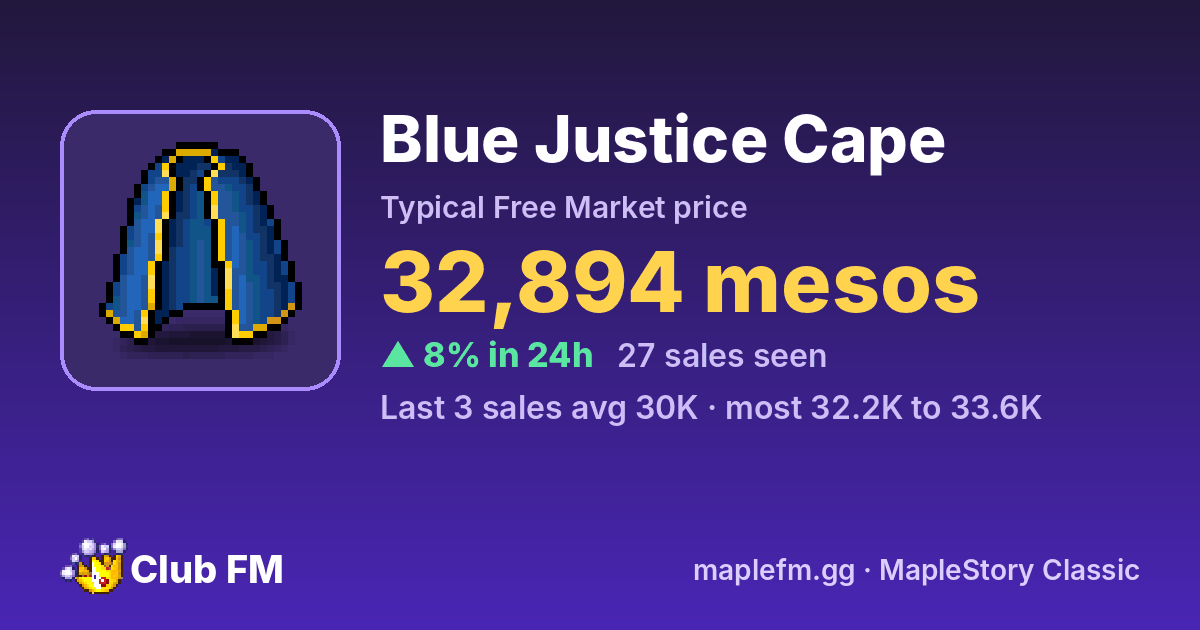 Blue Justice Cape
Typical Free Market price
32,894 mesos
▲ 8% in 24h 27 sales seen
Last 3 sales avg 30K · most 32.2K to 33.6K
Club FM
maplefm.gg · MapleStory Classic